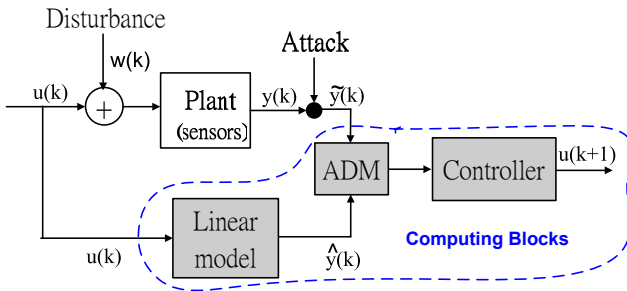 Disturbance
w(k)
Attack
u(k)
+
Plant
(sensors)
y(k)
ỹ(k)
ADM
Controller
u(k+1)
Linear
model
u(k)
ŷ(k)
Computing Blocks